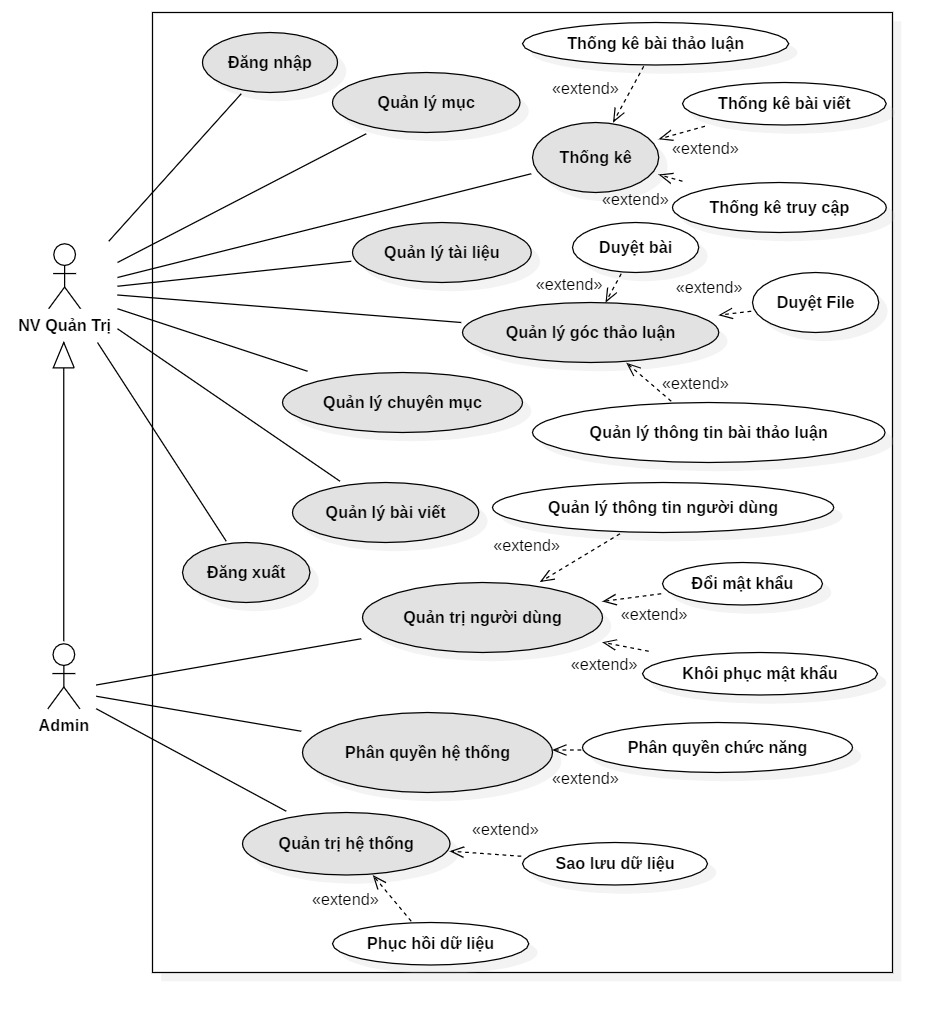 Thống kê bài thảo luận
Đăng nhập
«extend»
Quản lý mục
Thống kê bài viết
«extend»
Thống kê
«extend»
Thống kê truy cập
Quản lý tài liệu
Duyệt bài
«extend»
«extend»
Duyệt File
NV Quản Trị
Quản lý góc thảo luận
«extend»
Quản lý chuyên mục
Quản lý thông tin bài thảo luận
Quản lý bài viết
Quản lý thông tin người dùng
«extend»
Đăng xuất
Đổi mật khẩu
Quản trị người dùng
«extend»
«extend»
Khôi phục mật khẩu
Admin
Phân quyền hệ thống
Phân quyền chức năng
«extend»
Quản trị hệ thống
«extend»
Sao lưu dữ liệu
«extend»
Phục hồi dữ liệu